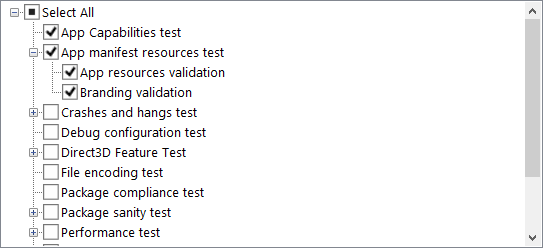 Select All
App Capabilities test
App manifest resources test
App resources validation
Branding validation
Crashes and hangs test
Debug configuration test
Direct3D Feature Test
File encoding test
Package compliance test
Package sanity test
Performance test